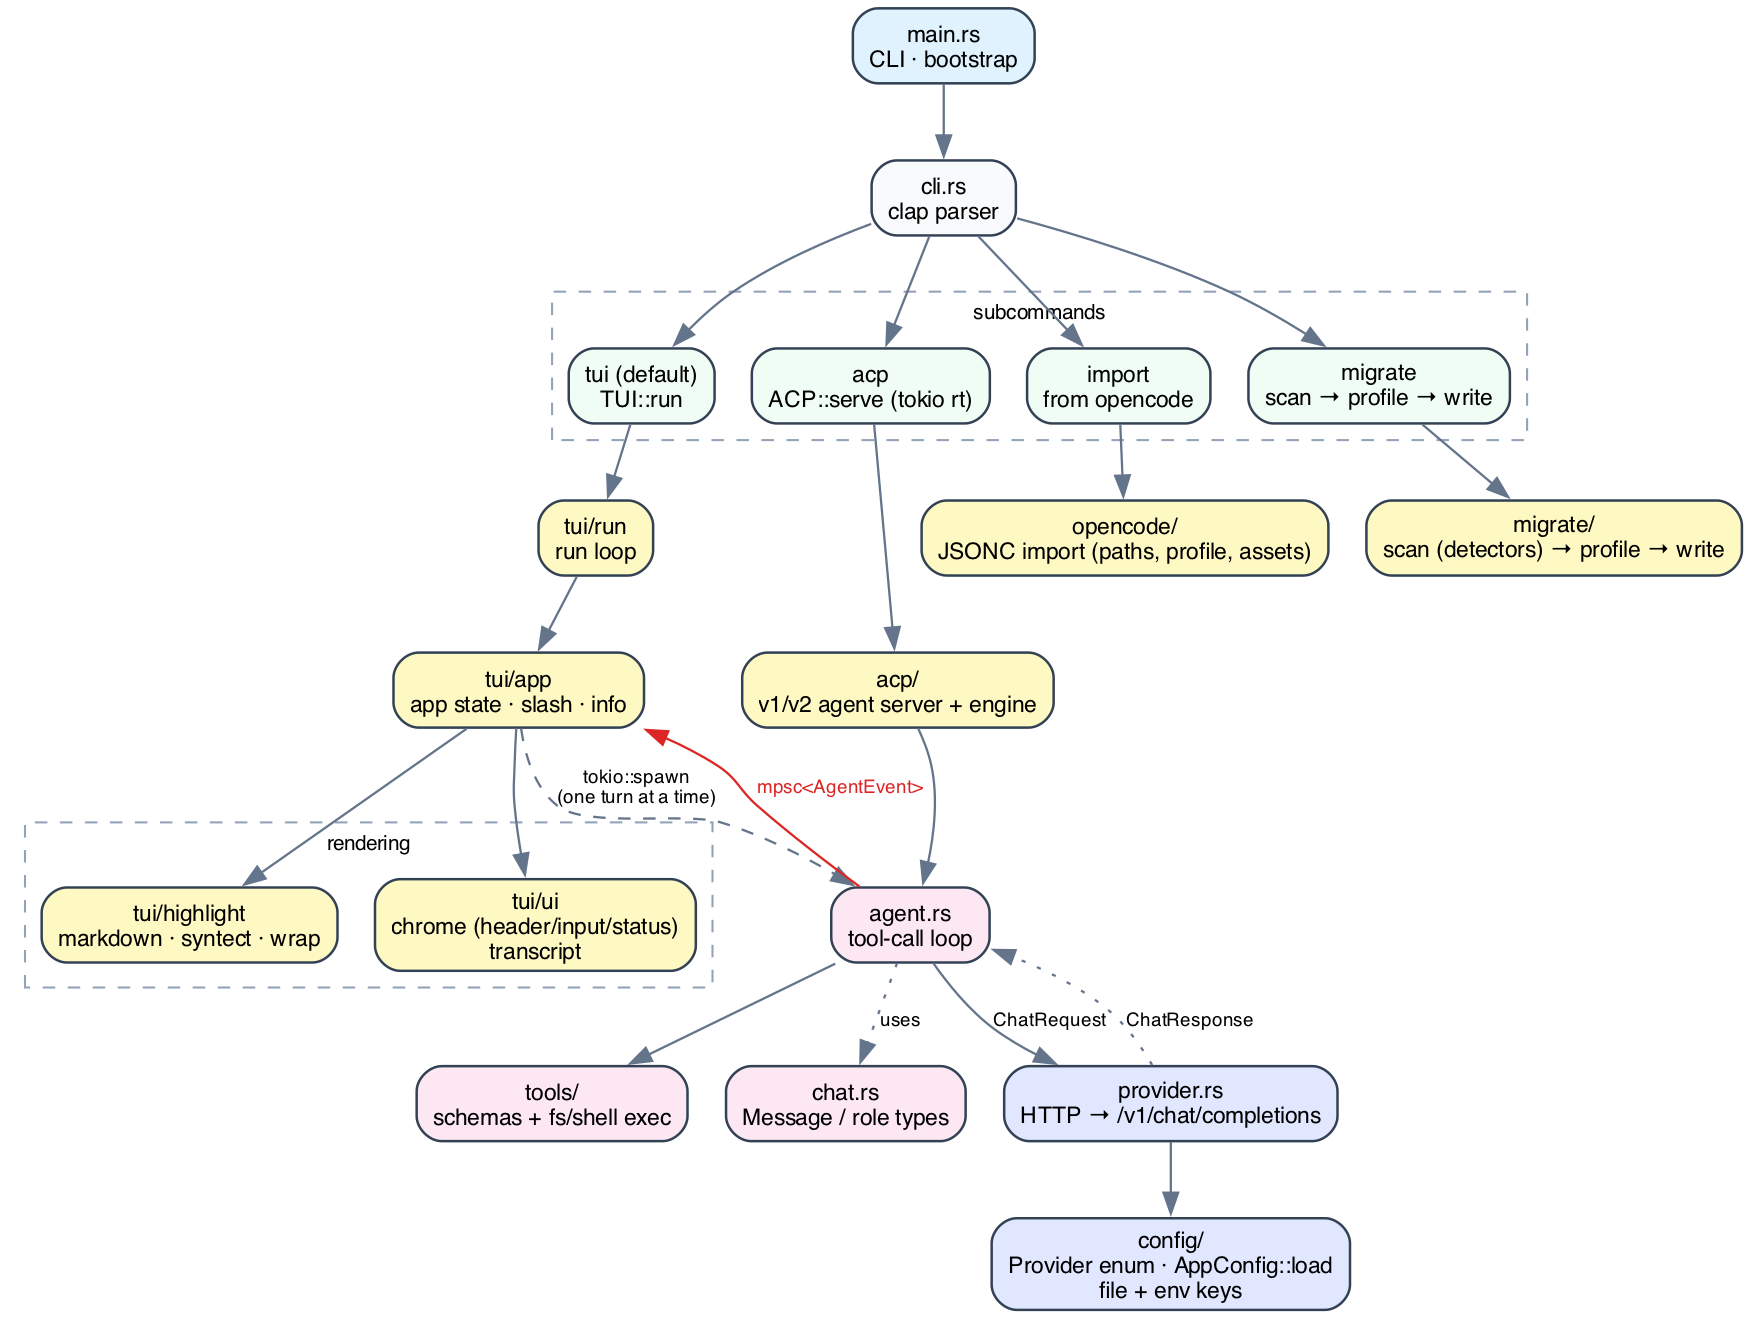 main.rs
CLI · bootstrap
cli.rs
clap parser
subcommands
tui (default)
TUI::run
acp
ACP::serve (tokio rt)
import
from opencode
migrate
scan → profile → write
tui/run
run loop
opencode/
JSONC import (paths, profile, assets)
migrate/
scan (detectors) → profile → write
tui/app
app state · slash · info
acp/
v1/v2 agent server + engine
tokio::spawn
(one turn at a time)
mpsc<AgentEvent>
rendering
tui/highlight
markdown · syntect · wrap
tui/ui
chrome (header/input/status)
transcript
agent.rs
tool-call loop
uses
ChatRequest
ChatResponse
tools/
schemas + fs/shell exec
chat.rs
Message / role types
provider.rs
HTTP → /v1/chat/completions
config/
Provider enum · AppConfig::load
file + env keys